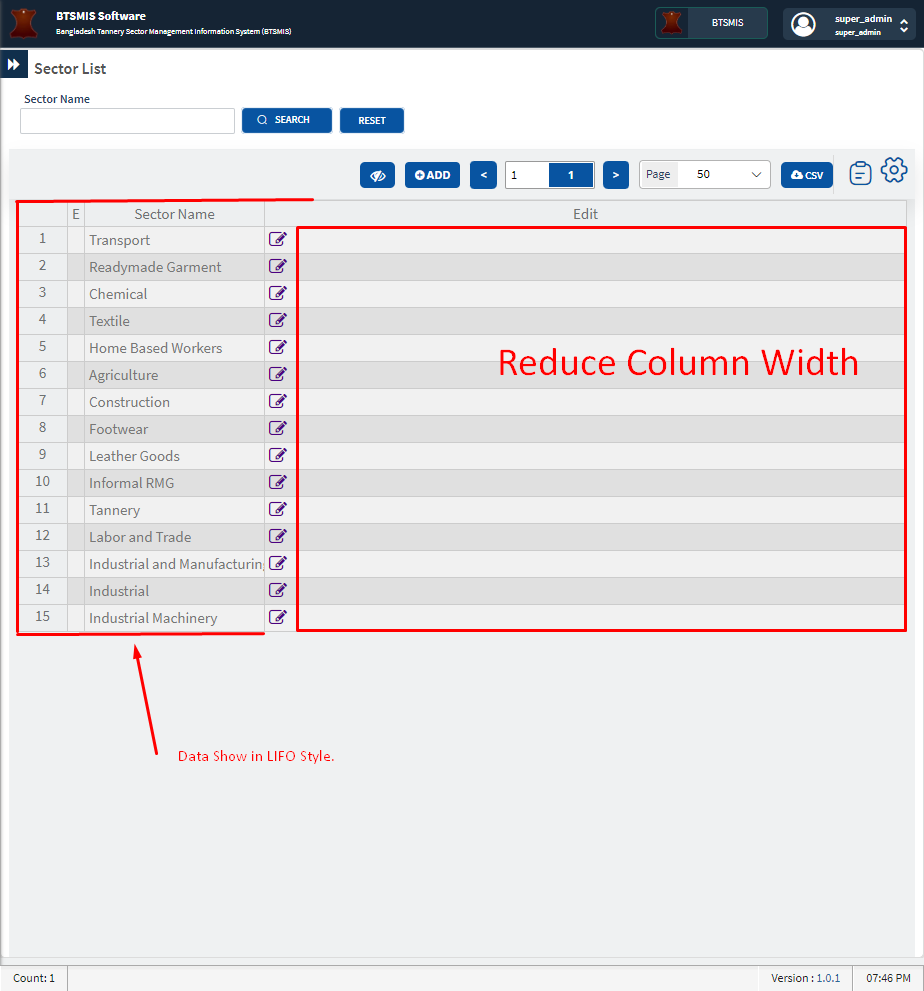 BTSMIS Software
Bangladesh Tannery Sector Management Information System (BTSMIS)
BTSMIS
super_admin
super_admin
Sector List
Sector Name
SEARCH
RESET
ADD
<
1
1
>
Page
50
CSV
E
Sector Name
Edit
1
Transport
2
Readymade Garment
3
Chemical
4
Textile
5
Home Based Workers
6
Agriculture
7
Construction
8
Footwear
9
Leather Goods
10
Informal RMG
11
Tannery
12
Labor and Trade
13
Industrial and Manufacturing
14
Industrial
15
Industrial Machinery
Reduce Column Width
Data Show in LIFO Style.
Count: 1
Version : 1.0.1
07:46 PM